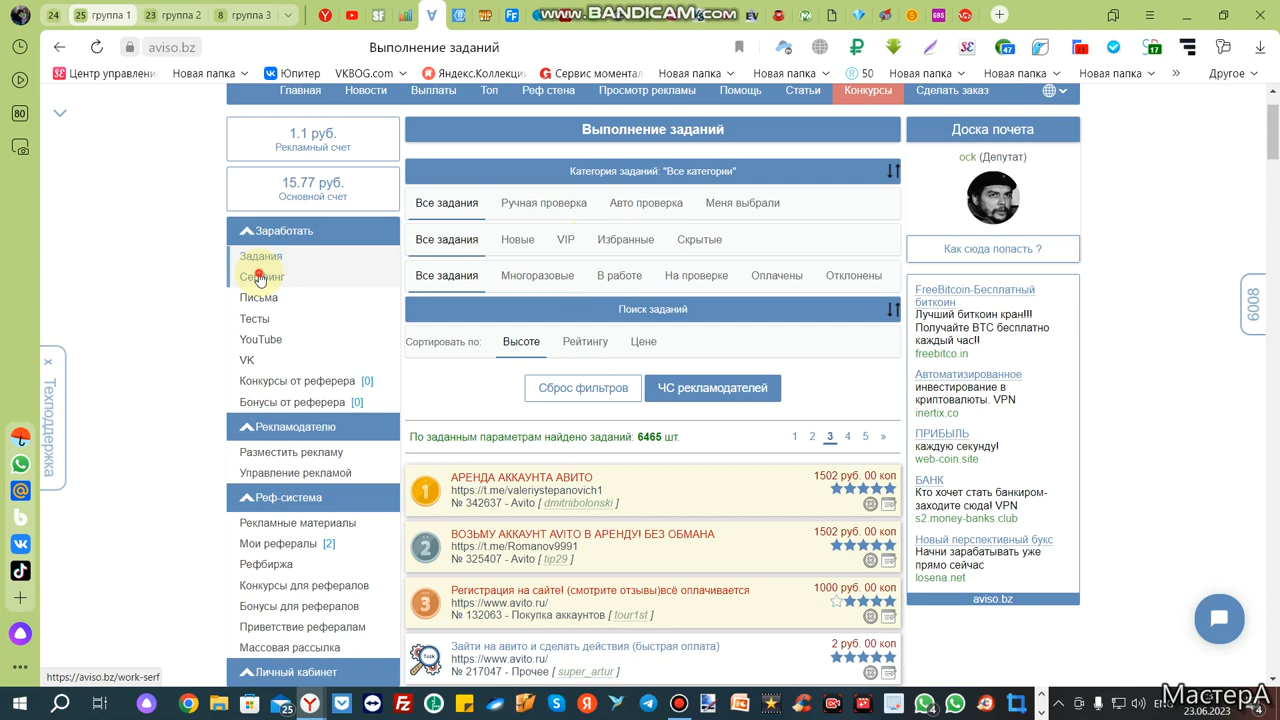 24
группа 1
23
группа 2
8
группа 3
www.BANDICAM.com
aviso.bz
Выполнение заданий
47
23
17
Центр управлени
Новая папка
Юпитер
VKBOG.com
Яндекс.Коллекци
Сервис момента
Новая папка
Новая папка
50
Новая папка
Новая папка
Новая папка
»
Другое
80
Главная
Новости
Выплаты
Топ
Реф стена
Просмотр рекламы
Помощь
Статьи
Конкурсы
Сделать заказ
1.1 руб.
Рекламный счет
15.77 руб.
Основной счет
Заработать
Задания
Серфинг
Письма
Тесты
YouTube
VK
Конкурсы от реферера [0]
Бонусы от реферера [0]
Рекламодателю
Разместить рекламу
Управление рекламой
Реф-система
Рекламные материалы
Мои рефералы [2]
Рефбиржа
Конкурсы для рефералов
Бонусы для рефералов
Приветствие рефералам
Массовая рассылка
Личный кабинет
x
Техподдержка
Выполнение заданий
Категория заданий: "Все категории"
Все задания
Ручная проверка
Авто проверка
Меня выбрали
Все задания
Новые
VIP
Избранные
Скрытые
Все задания
Многоразовые
В работе
На проверке
Оплачены
Отклонены
Поиск заданий
Сортировать по:
Высоте
Рейтингу
Цене
Сброс фильтров
ЧС рекламодателей
По заданным параметрам найдено заданий: 6465 шт.
1 2 3 4 5 »
АРЕНДА АККАУНТА АВИТО
1502 руб. 00 коп
https://t.me/valeriystepanovich1
№ 342637 - Avito [ dmitriibolonski ]
ВОЗЬМУ АККАУНТ AVITO В АРЕНДУ! БЕЗ ОБМАНА
1502 руб. 00 коп
https://t.me/Romanov9991
№ 325407 - Avito [ tip29 ]
Регистрация на сайте! (смотрите отзывы)всё оплачивается
1000 руб. 00 коп
https://www.avito.ru/
№ 132063 - Покупка аккаунтов [ tour1st ]
Зайти на авито и сделать действия (быстрая оплата)
2 руб. 00 коп
https://www.avito.ru/
№ 217047 - Прочее [ super_artur ]
Доска почета
ock (Депутат)
Как сюда попасть ?
FreeBitcoin-Бесплатный
биткоин
Лучший биткоин кран!!!
Получайте BTC бесплатно
каждый час!!
freebitco.in
Автоматизированное
инвестирование в
криптовалюты. VPN
inertix.co
ПРИБЫЛЬ
каждую секунду!
web-coin.site
БАНК
Кто хочет стать банкиром-
заходите сюда! VPN
s2.money-banks.club
Новый перспективный букс
Начни зарабатывать уже
прямо сейчас
losena.net
aviso.bz
6008
https://aviso.bz/work-serf
25
4
ENG
23.06.2023
МастерА